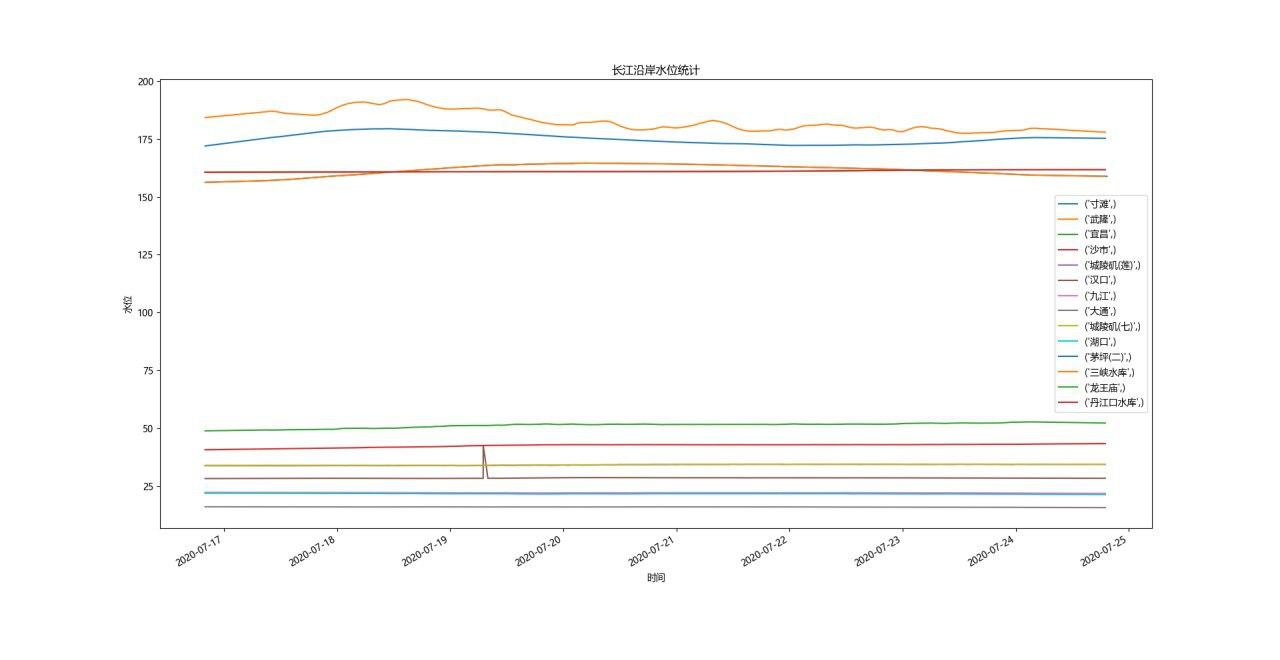 长江沿岸水位统计
200
175
150
125
100
75
50
25
水位
('寸滩',)
('武隆',)
('宜昌',)
('沙市',)
('城陵矶(莲)',)
('汉口',)
('九江',)
('大通',)
('城陵矶(七)',)
('湖口',)
('茅坪(二)',)
('三峡水库',)
('龙王庙',)
('丹江口水库',)
2020-07-17
2020-07-18
2020-07-19
2020-07-20
2020-07-21
2020-07-22
2020-07-23
2020-07-24
2020-07-25
时间